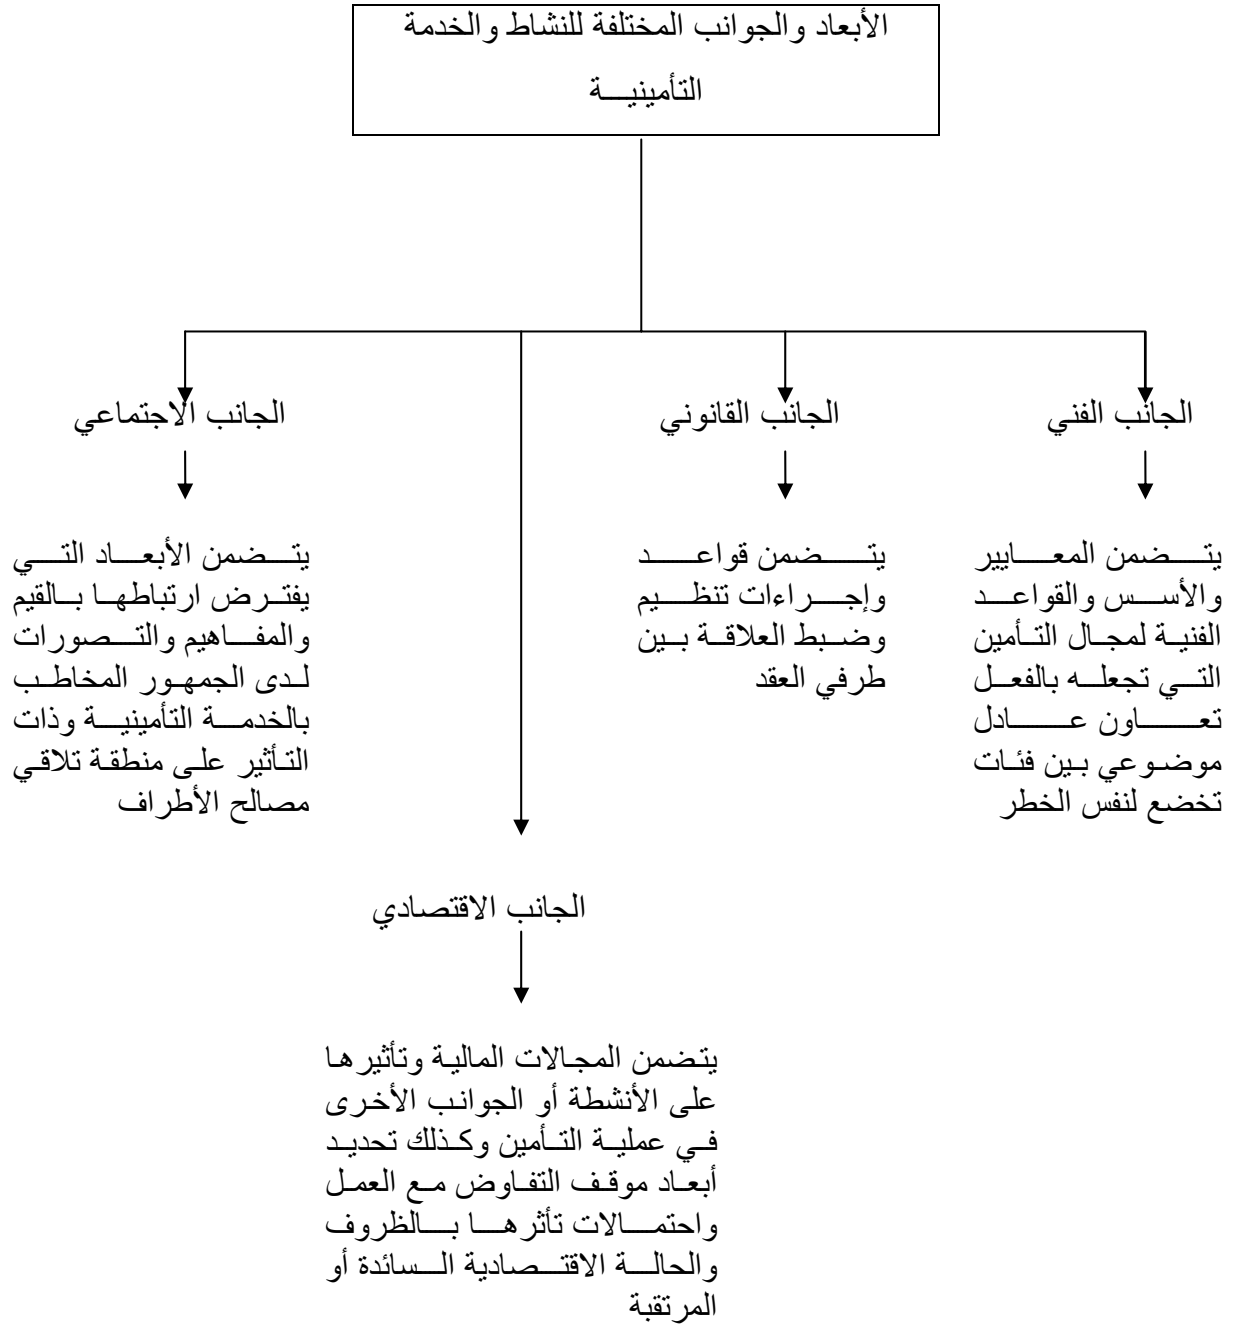 الأبعاد والجوانب المختلفة للنشاط والخدمة
التأمينية
الجانب الفني
الجانب القانوني
الجانب الاجتماعي
يتضمن المعايير
والأسس والقواعد
الفنية لمجال التأمين
التي تجعله بالفعل
تعاون عادل
موضوعي بين فئات
تخضع لنفس الخطر
يتضمن قواعد
وإجراءات تنظيم
وضبط العلاقة بين
طرفي العقد
يتضمن الأبعاد التي
يفترض ارتباطها بالقيم
والمفاهيم والتصورات
لدى الجمهور المخاطب
بالخدمة التأمينية وذات
التأثير على منطقة تلاقي
مصالح الأطراف
الجانب الاقتصادي
يتضمن المجالات المالية وتأثيرها
على الأنشطة أو الجوانب الأخرى
في عملية التأمين وكذلك تحديد
أبعاد موقف التفاوض مع العمل
واحتمالات تأثرها بالظروف
والحالة الاقتصادية السائدة أو
المرتقبة